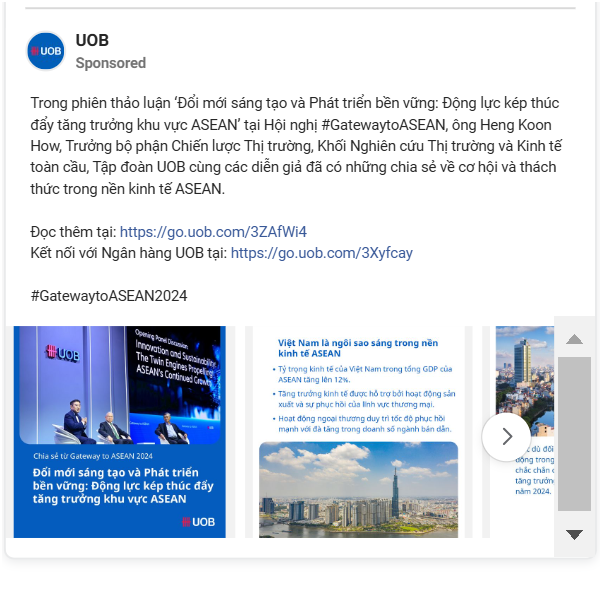 UOB
UOB
Sponsored
Trong phiên thảo luận ‘Đổi mới sáng tạo và Phát triển bền vững: Động lực kép thúc
đẩy tăng trưởng khu vực ASEAN’ tại Hội nghị #GatewaytoASEAN, ông Heng Koon
How, Trưởng bộ phận Chiến lược Thị trường, Khối Nghiên cứu Thị trường và Kinh tế
toàn cầu, Tập đoàn UOB cùng các diễn giả đã có những chia sẻ về cơ hội và thách
thức trong nền kinh tế ASEAN.
Đọc thêm tại: https://go.uob.com/3ZAfWi4
Kết nối với Ngân hàng UOB tại: https://go.uob.com/3Xyfcay
#GatewaytoASEAN2024
UOB
Opening Panel Discussion
Innovation and Sustainability:
The Twin Engines Propelling
ASEAN's Continued Growth
Chia sẻ từ Gateway to ASEAN 2024
Đổi mới sáng tạo và Phát triển
bền vững: Động lực kép thúc đẩy
tăng trưởng khu vực ASEAN
UOB
Việt Nam là ngôi sao sáng trong nền
kinh tế ASEAN
• Tỷ trọng kinh tế của Việt Nam trong tổng GDP của
ASEAN tăng lên 12%.
• Tăng trưởng kinh tế được hỗ trợ bởi hoạt động sản
xuất và sự phục hồi của lĩnh vực thương mại.
• Hoạt động ngoại thương duy trì tốc độ phục hồi
mạnh với đà tăng trong doanh số ngành bán dẫn.
dù đối
động trong
chắc chắn
tăng trưởng
năm 2024.